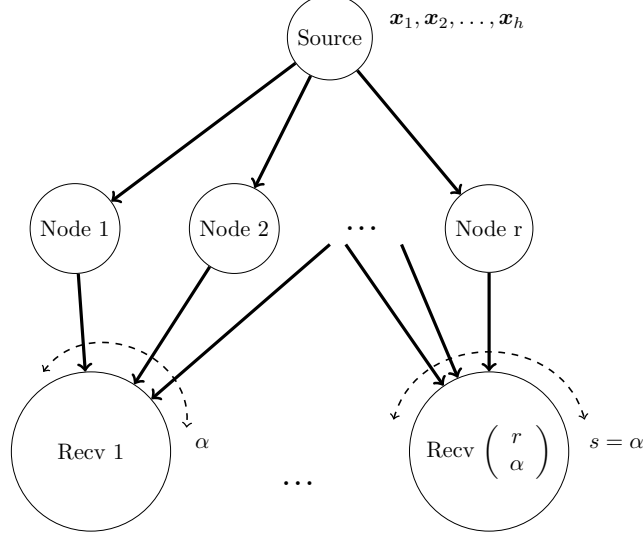 Source
x₁, x₂, . . . , xₕ
Node 1
Node 2
...
Node r
Recv 1
α
...
Recv ( r α )
s = α